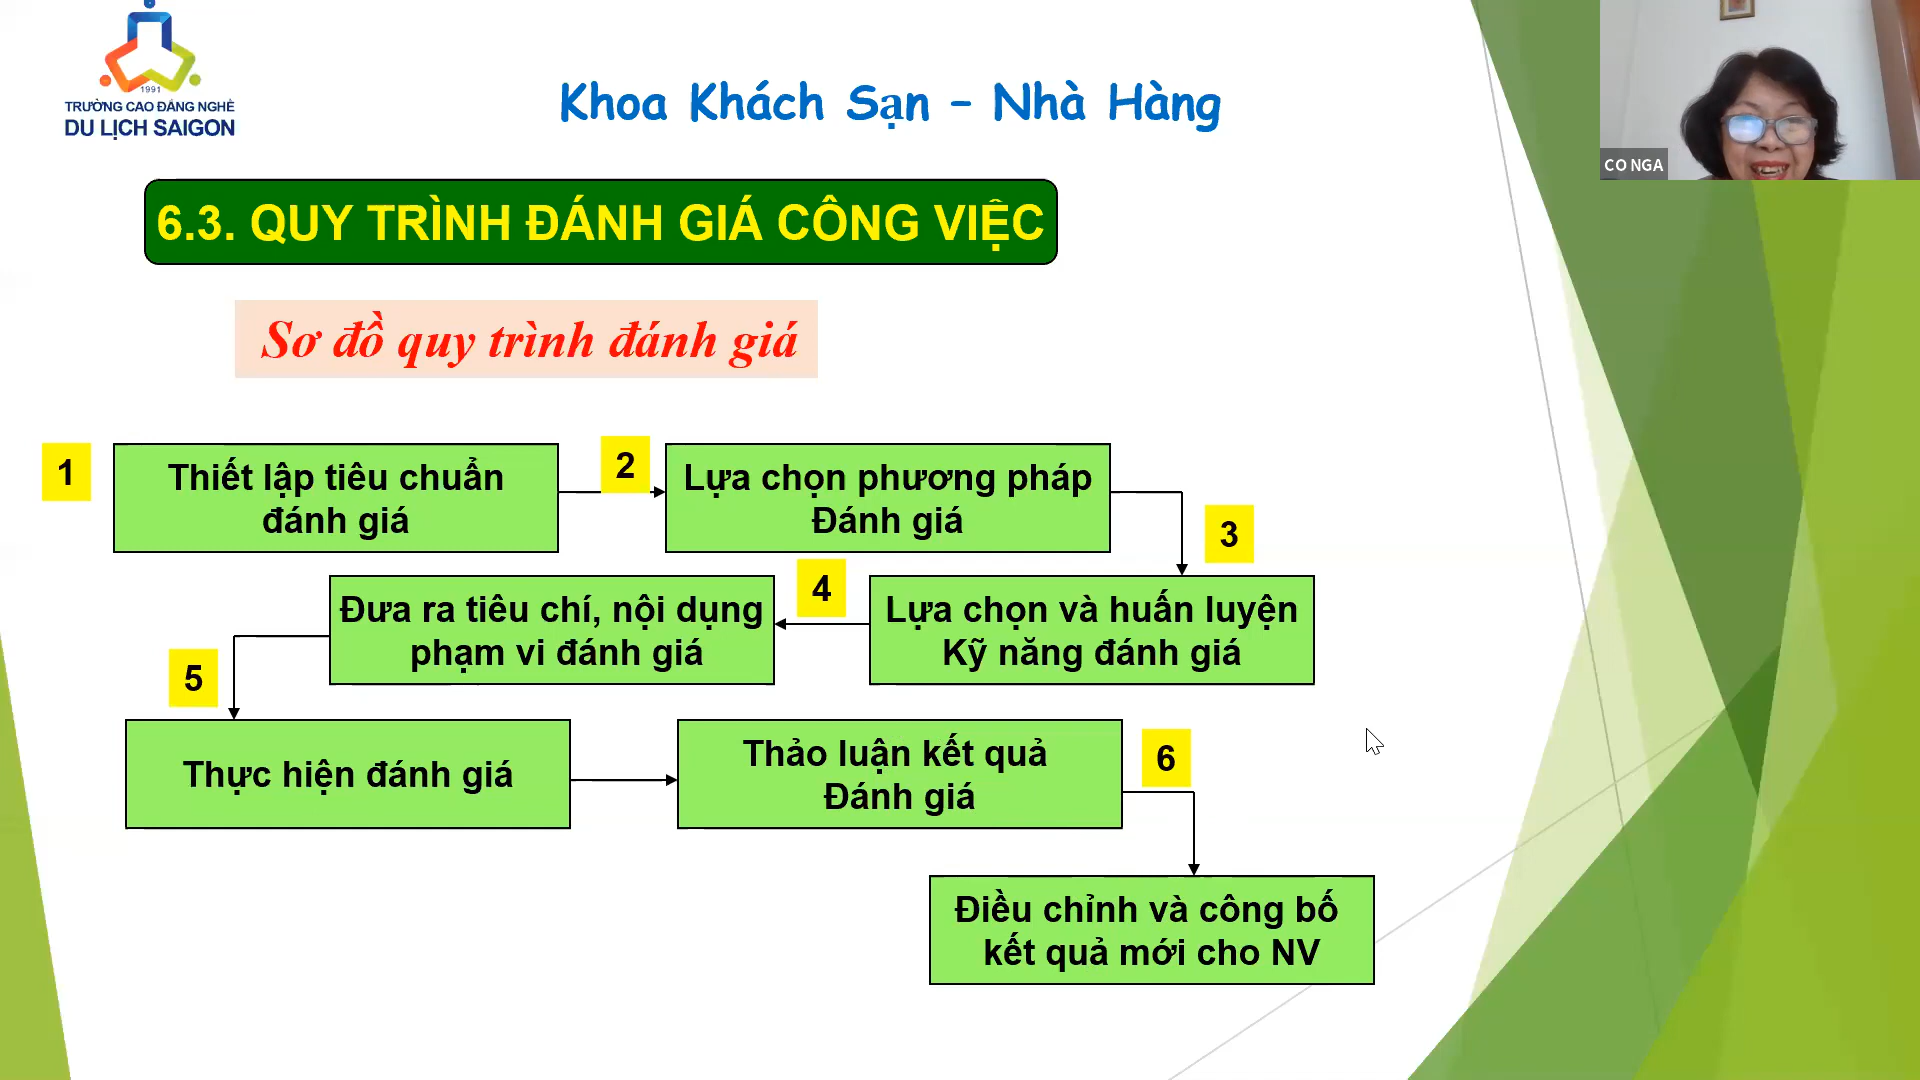 1991
TRƯỜNG CAO ĐẲNG NGHỀ
DU LỊCH SAIGON
Khoa Khách Sạn – Nhà Hàng
CO NGA
6.3. QUY TRÌNH ĐÁNH GIÁ CÔNG VIỆC
Sơ đồ quy trình đánh giá
1
Thiết lập tiêu chuẩn
đánh giá
2
Lựa chọn phương pháp
Đánh giá
3
Lựa chọn và huấn luyện
Kỹ năng đánh giá
4
Đưa ra tiêu chí, nội dụng
phạm vi đánh giá
5
Thực hiện đánh giá
Thảo luận kết quả
Đánh giá
6
Điều chỉnh và công bố
kết quả mới cho NV